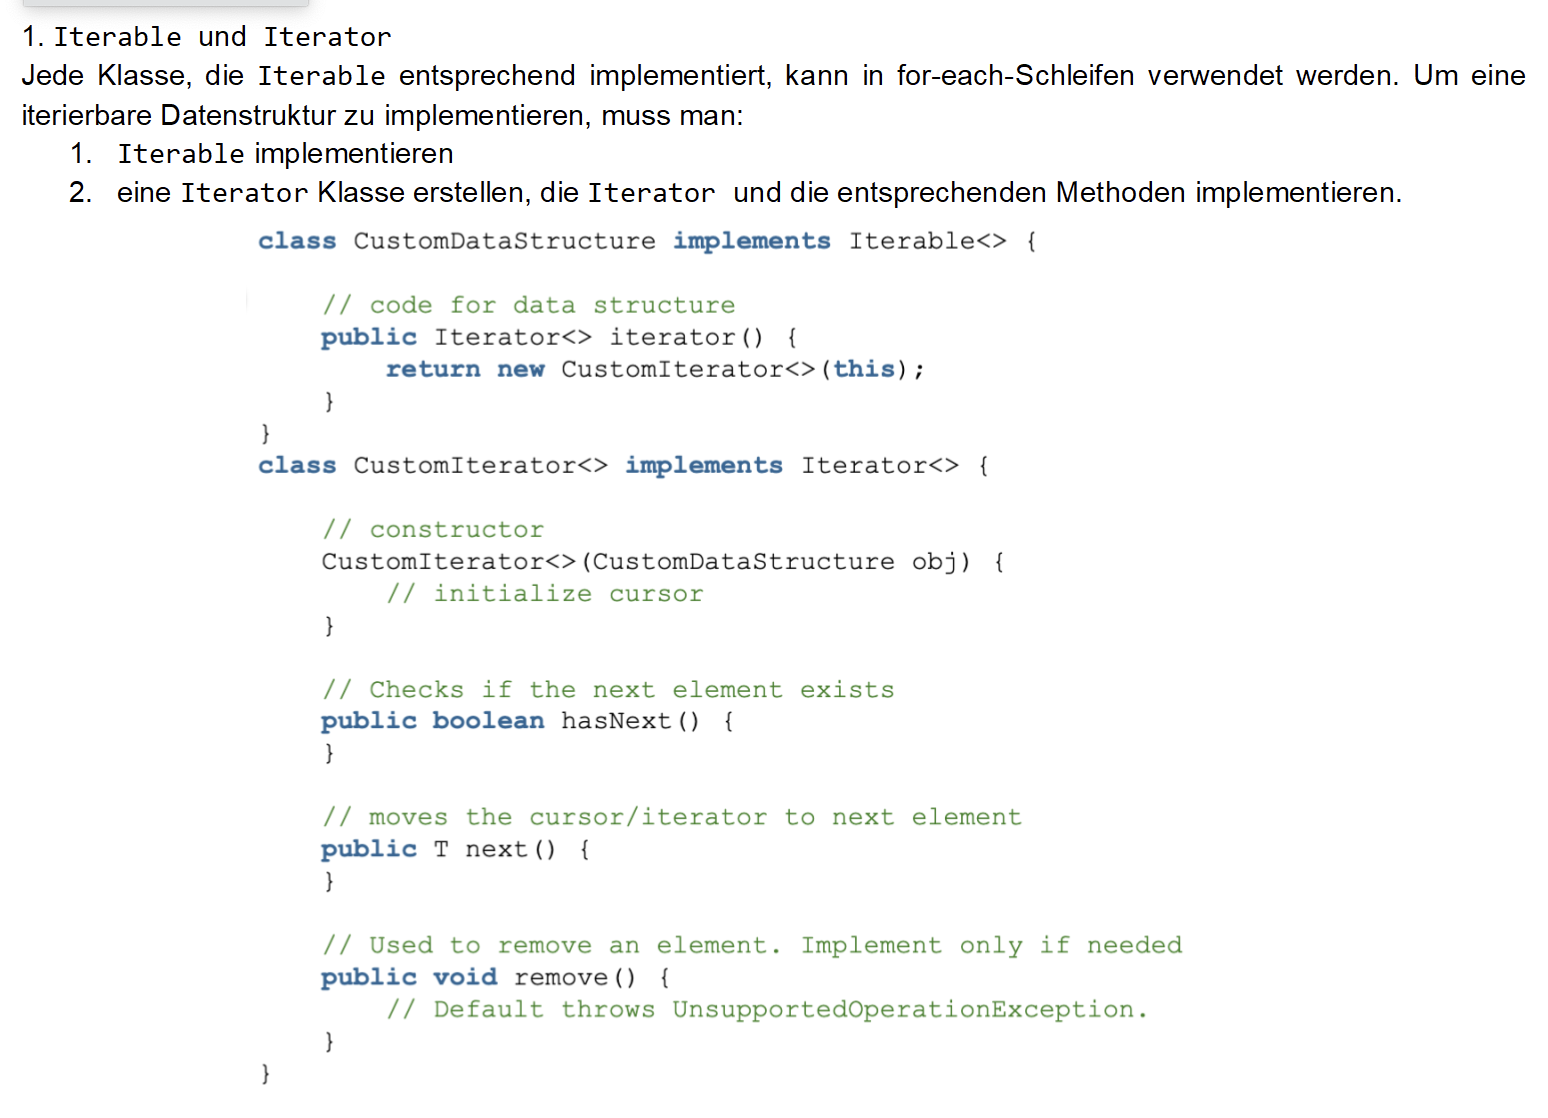 1. Iterable und Iterator
Jede Klasse, die Iterable entsprechend implementiert, kann in for-each-Schleifen verwendet werden. Um eine
iterierbare Datenstruktur zu implementieren, muss man:
1. Iterable implementieren
2. eine Iterator Klasse erstellen, die Iterator und die entsprechenden Methoden implementieren.
class CustomDataStructure implements Iterable<> {
// code for data structure
public Iterator<> iterator() {
return new CustomIterator<>(this);
}
}
class CustomIterator<> implements Iterator<> {
// constructor
CustomIterator<>(CustomDataStructure obj) {
// initialize cursor
}
// Checks if the next element exists
public boolean hasNext() {
}
// moves the cursor/iterator to next element
public T next() {
}
// Used to remove an element. Implement only if needed
public void remove() {
// Default throws UnsupportedOperationException.
}
}